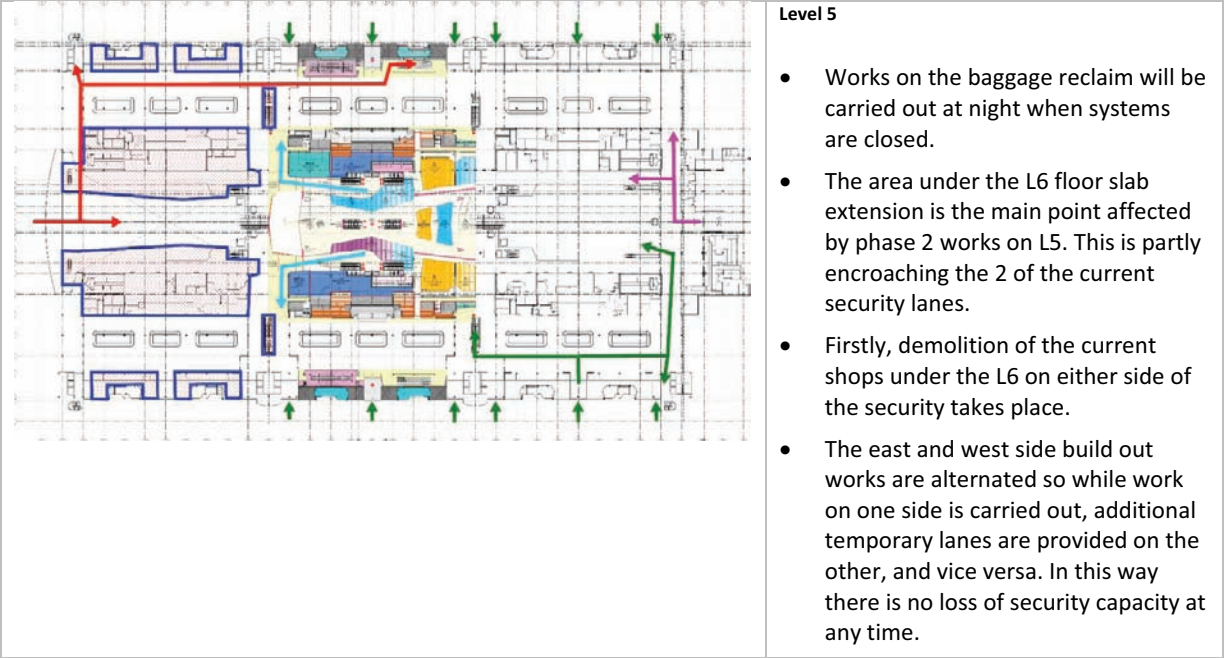 Level 5
• Works on the baggage reclaim will be
carried out at night when systems
are closed.
• The area under the L6 floor slab
extension is the main point affected
by phase 2 works on L5. This is partly
encroaching the 2 of the current
security lanes.
• Firstly, demolition of the current
shops under the L6 on either side of
the security takes place.
• The east and west side build out
works are alternated so while work
on one side is carried out, additional
temporary lanes are provided on the
other, and vice versa. In this way
there is no loss of security capacity at
any time.